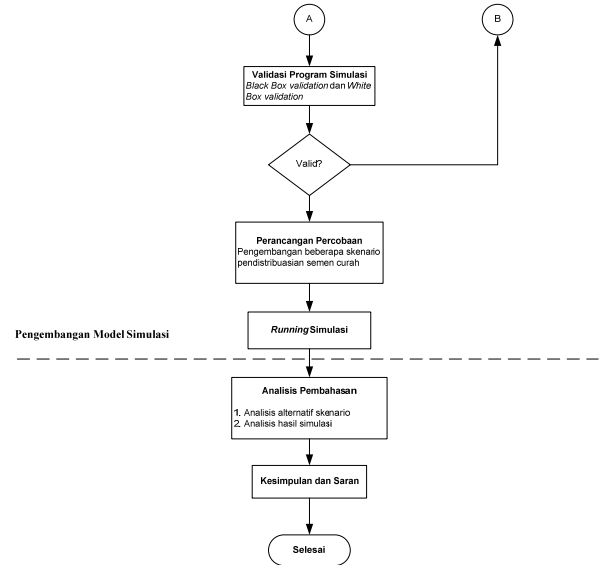 A
B
Validasi Program Simulasi
Black Box validation dan White
Box validation
Valid?
Perancangan Percobaan
Pengembangan beberapa skenario
pendistribuasian semen curah
Running Simulasi
Pengembangan Model Simulasi
Analisis Pembahasan
1. Analisis alternatif skenario
2. Analisis hasil simulasi
Kesimpulan dan Saran
Selesai